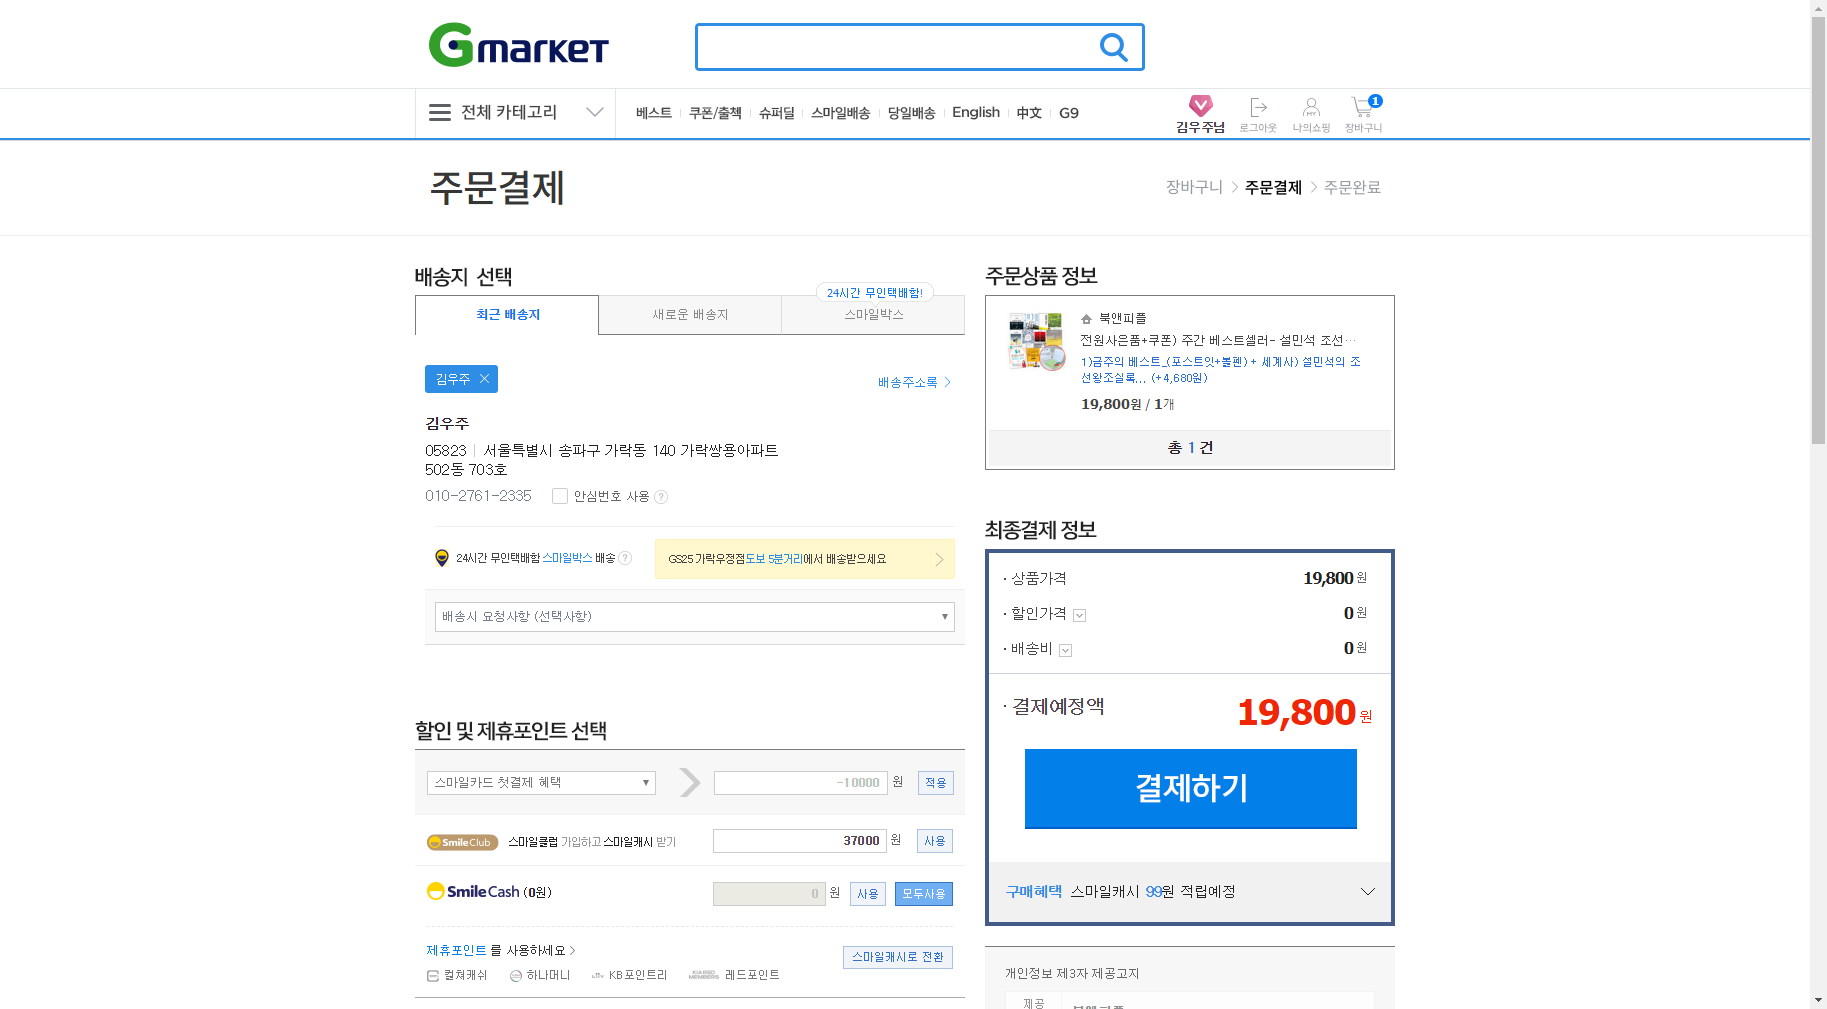 Gmarket
전체 카테고리
베스트 쿠폰/출첵 슈퍼딜 스마일배송 당일배송 English 中文 G9
김우주님 로그아웃 나의쇼핑 장바구니 1
MY
주문결제
장바구니 > 주문결제 > 주문완료
배송지 선택
24시간 무인택배함!
최근 배송지 새로운 배송지 스마일박스
김우주
배송주소록 >
김우주
05823 | 서울특별시 송파구 가락동 140 가락쌍용아파트
502동 703호
010-2761-2335 안심번호 사용 ?
24시간 무인택배함 스마일박스 배송 ?
GS25 가락우정점도보 5분거리에서 배송받으세요
배송시 요청사항 (선택사항)
할인 및 제휴포인트 선택
스마일카드 첫결제 혜택 -10000 원 적용
SmileClub 스마일클럽 가입하고 스마일캐시 받기 37000 원 사용
SmileCash (0원) 0 원 사용 모두사용
제휴포인트 를 사용하세요 >
스마일캐시로 전환
컬쳐캐쉬 하나머니 KB포인트리 레드포인트
주문상품 정보
북앤피플
전원사은품+쿠폰) 주간 베스트셀러- 설민석 조선···
1)금주의 베스트_(포스트잇+볼펜) + 세계사) 설민석의 조
선왕조실록... (+4,680원)
19,800원 / 1개
총 1 건
최종결제 정보
· 상품가격 19,800 원
· 할인가격 0 원
· 배송비 0 원
· 결제예정액 19,800 원
결제하기
구매혜택 스마일캐시 99원 적립예정
개인정보 제3자 제공고지
제공